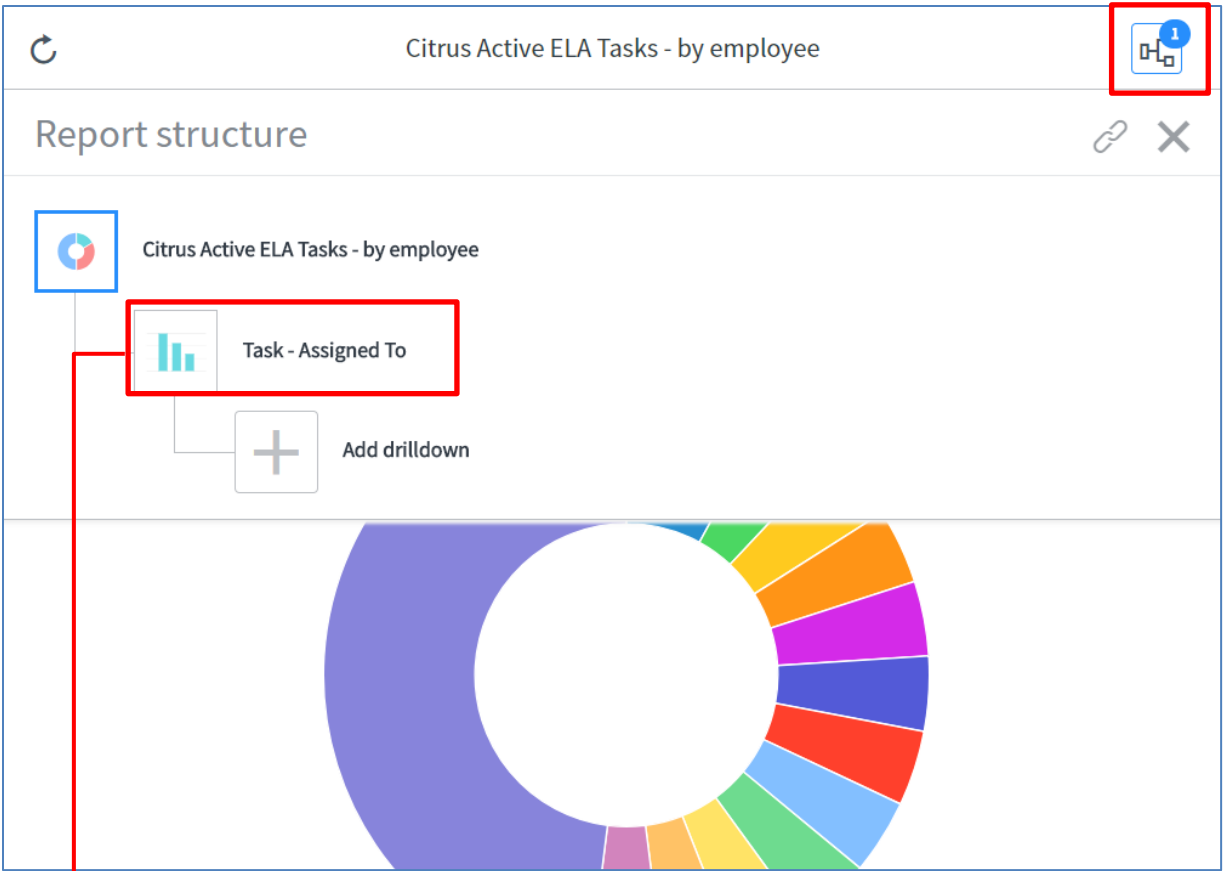 Citrus Active ELA Tasks - by employee
1
Report structure
Citrus Active ELA Tasks - by employee
Task - Assigned To
Add drilldown